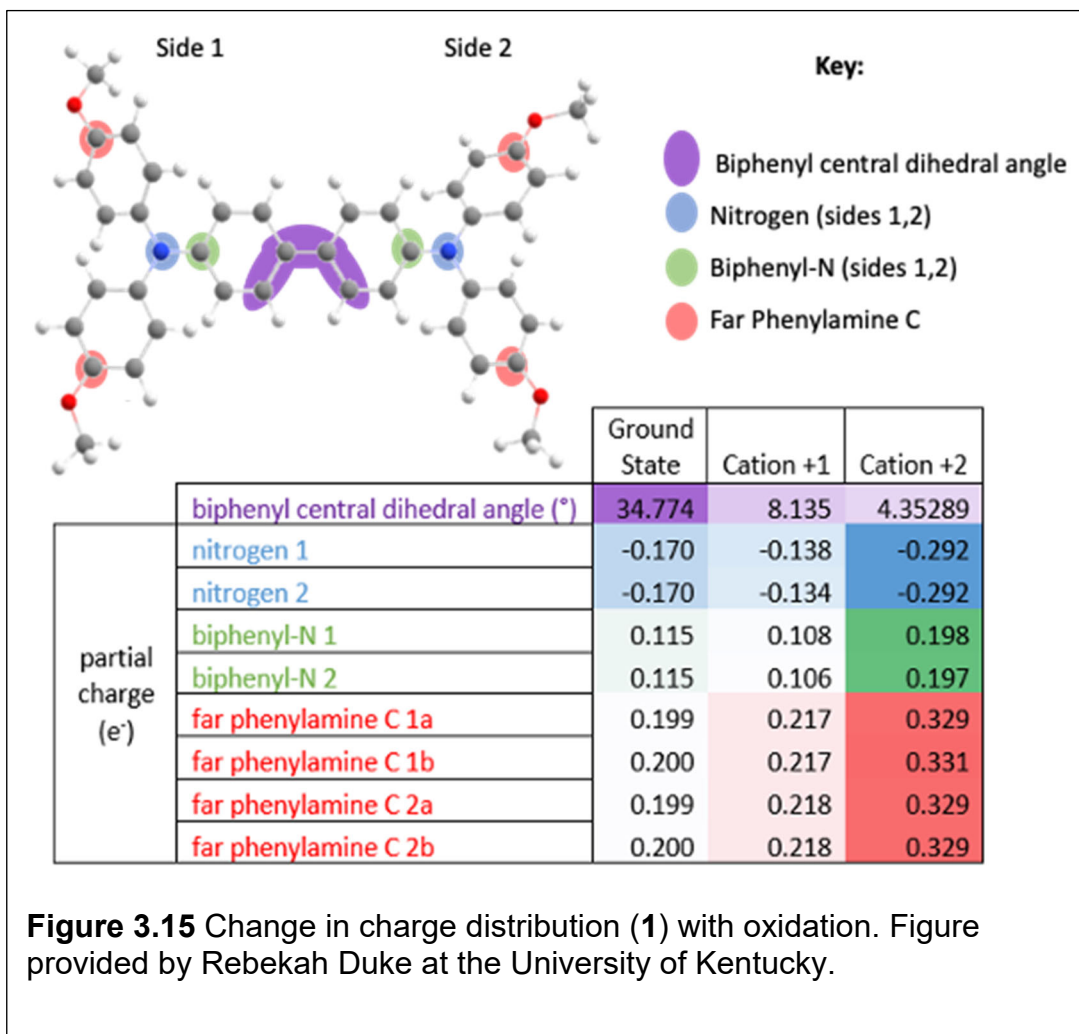 Side 1
Side 2
Key:
Biphenyl central dihedral angle
Nitrogen (sides 1,2)
Biphenyl-N (sides 1,2)
Far Phenylamine C
Ground State Cation +1 Cation +2
biphenyl central dihedral angle (°) 34.774 8.135 4.35289
partial charge (e⁻)
nitrogen 1 -0.170 -0.138 -0.292
nitrogen 2 -0.170 -0.134 -0.292
biphenyl-N 1 0.115 0.108 0.198
biphenyl-N 2 0.115 0.106 0.197
far phenylamine C 1a 0.199 0.217 0.329
far phenylamine C 1b 0.200 0.217 0.331
far phenylamine C 2a 0.199 0.218 0.329
far phenylamine C 2b 0.200 0.218 0.329
Figure 3.15 Change in charge distribution (1) with oxidation. Figure
provided by Rebekah Duke at the University of Kentucky.